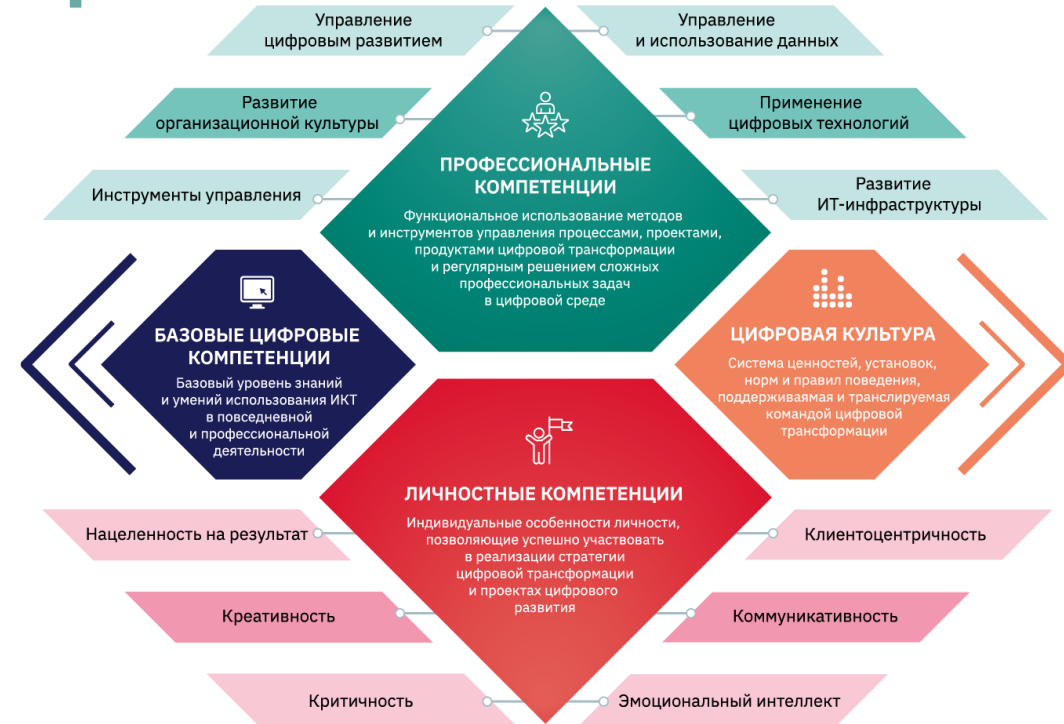 Управление
цифровым развитием
Управление
и использование данных
Развитие
организационной культуры
Применение
цифровых технологий
Инструменты управления
Развитие
ИТ-инфраструктуры
ПРОФЕССИОНАЛЬНЫЕ
КОМПЕТЕНЦИИ
Функциональное использование методов
и инструментов управления процессами, проектами,
продуктами цифровой трансформации
и регулярным решением сложных
профессиональных задач
в цифровой среде
БАЗОВЫЕ ЦИФРОВЫЕ
КОМПЕТЕНЦИИ
Базовый уровень знаний
и умений использования ИКТ
в повседневной
и профессиональной
деятельности
ЦИФРОВАЯ КУЛЬТУРА
Система ценностей, установок,
норм и правил поведения,
поддерживаямая и транслируемая
командой цифровой
трансформации
ЛИЧНОСТНЫЕ КОМПЕТЕНЦИИ
Индивидуальные особенности личности,
позволяющие успешно участвовать
в реализации стратегии
цифровой трансформации
и проектах цифрового
развития
Нацеленность на результат
Клиентоцентричность
Креативность
Коммуникативность
Критичность
Эмоциональный интеллект